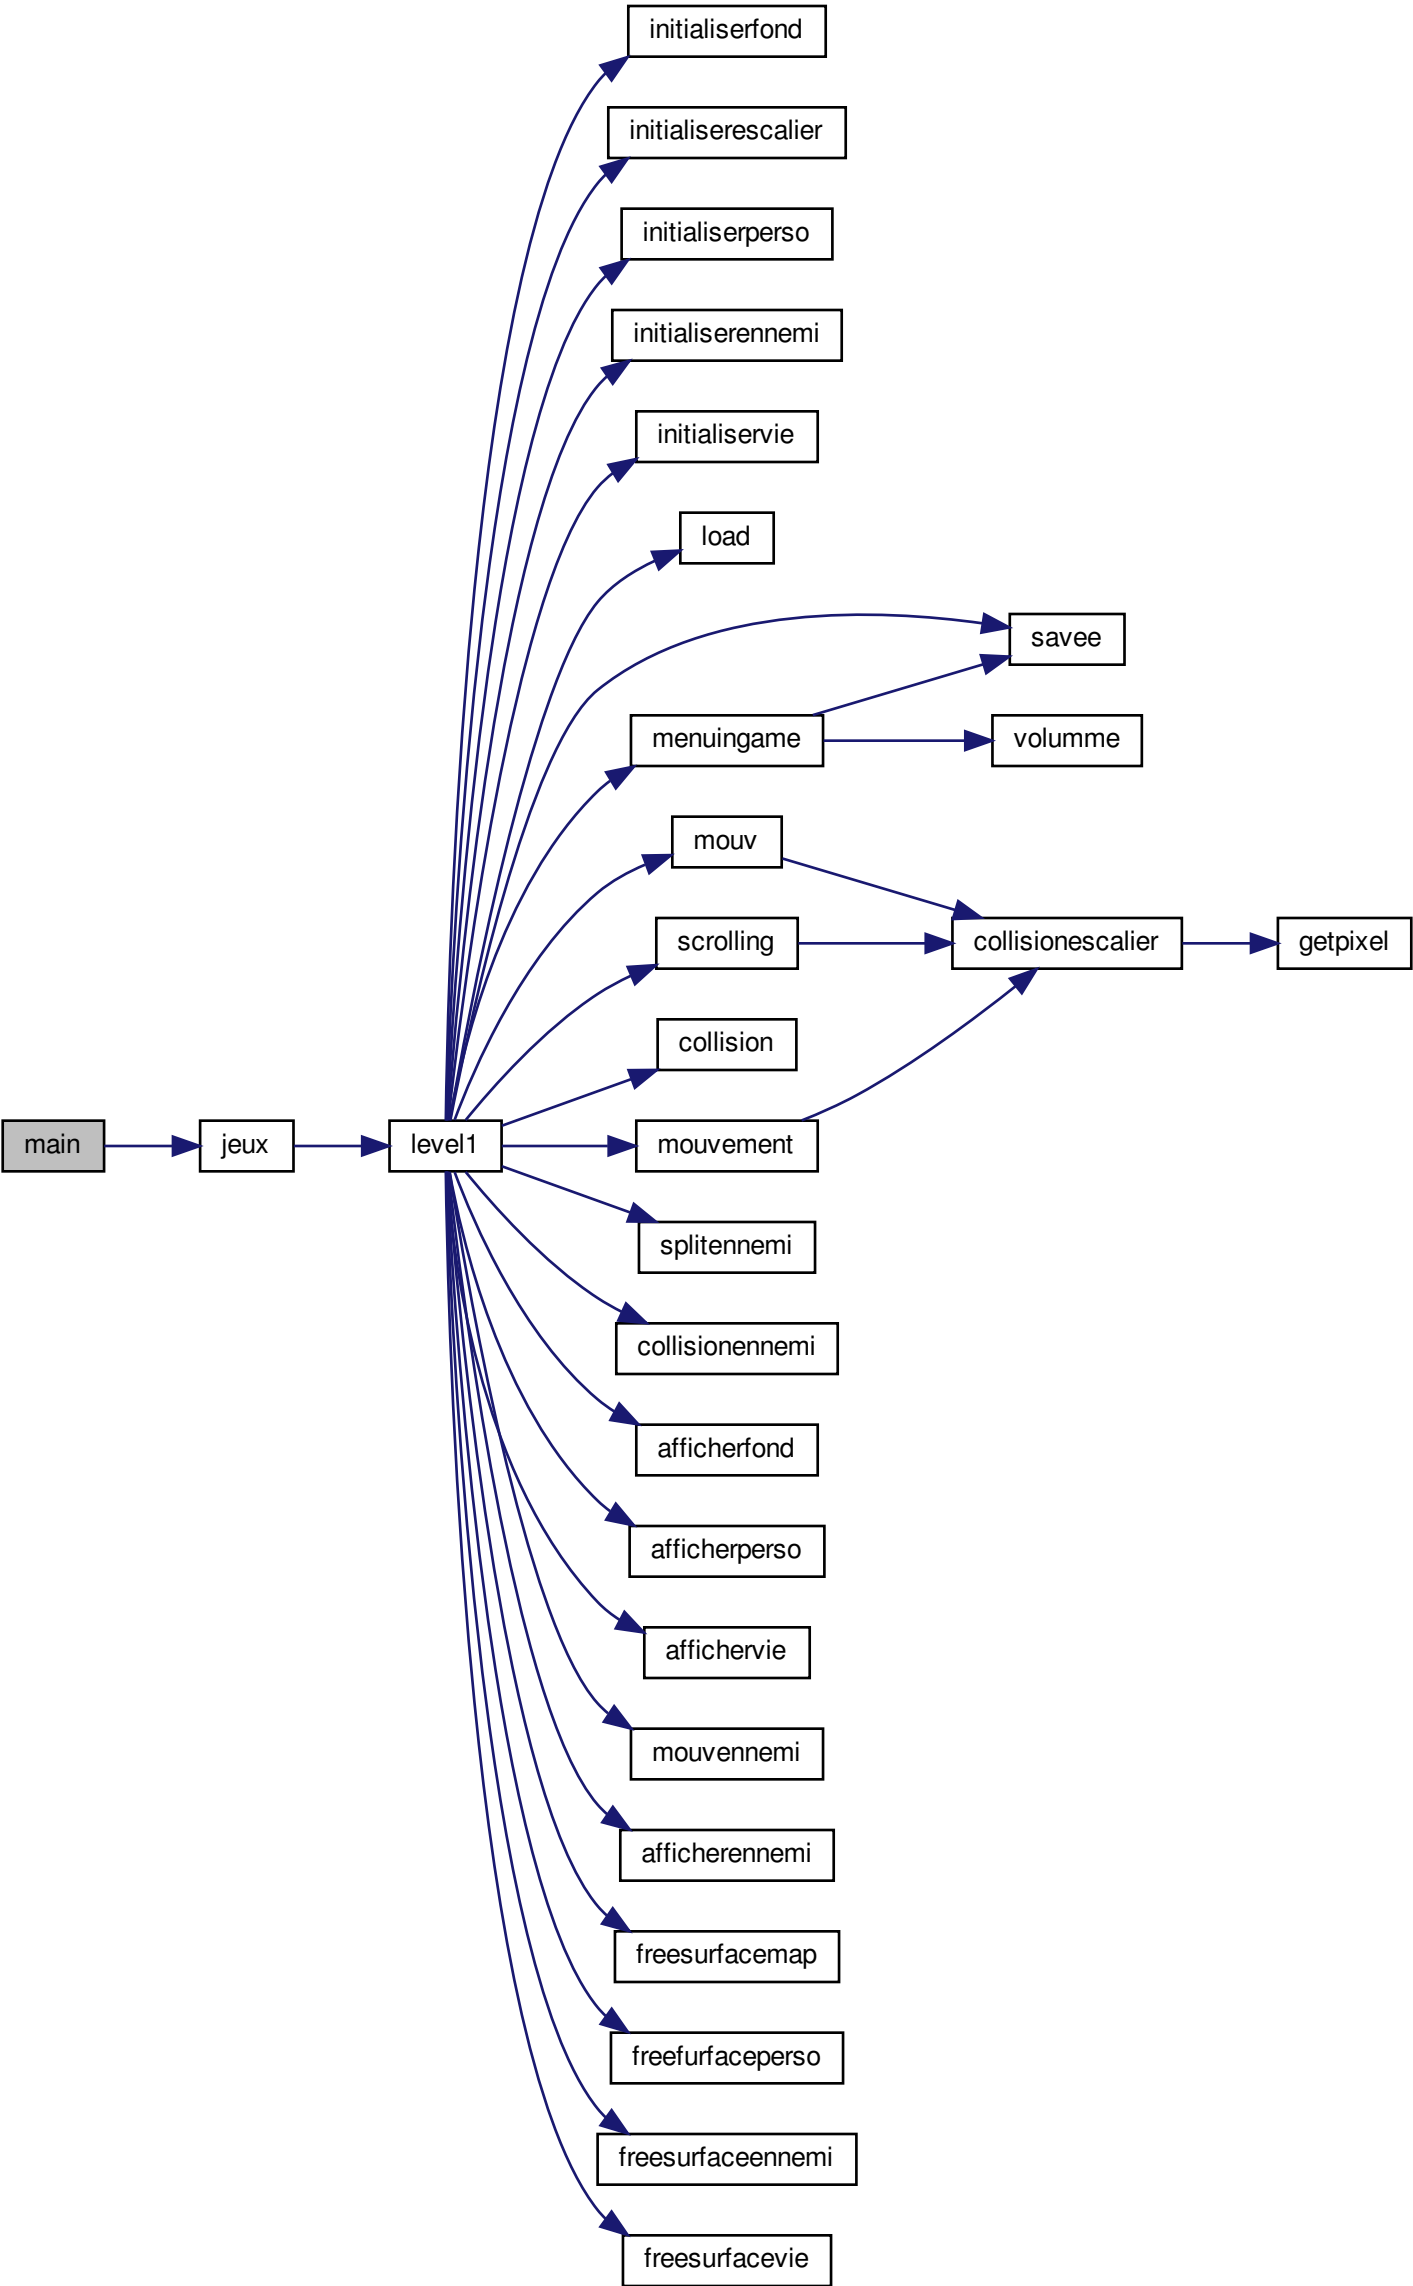 initialiserfond
initialiserescalier
initialiserperso
initialiserennemi
initialiservie
load
savee
menuingame
volumme
mouv
scrolling
collisionescalier
getpixel
collision
main
jeux
level1
mouvement
splitennemi
collisionennemi
afficherfond
afficherperso
affichervie
mouvennemi
afficherennemi
freesurfacemap
freefurfaceperso
freesurfaceennemi
freesurfacevie